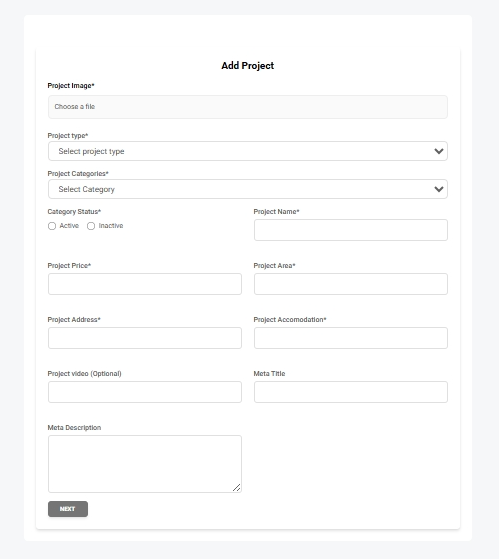 Add Project
Project Image*
Choose a file
Project type*
Select project type
Project Categories*
Select Category
Category Status*
Active
Inactive
Project Name*
Project Price*
Project Area*
Project Address*
Project Accomodation*
Project video (Optional)
Meta Title
Meta Description
NEXT